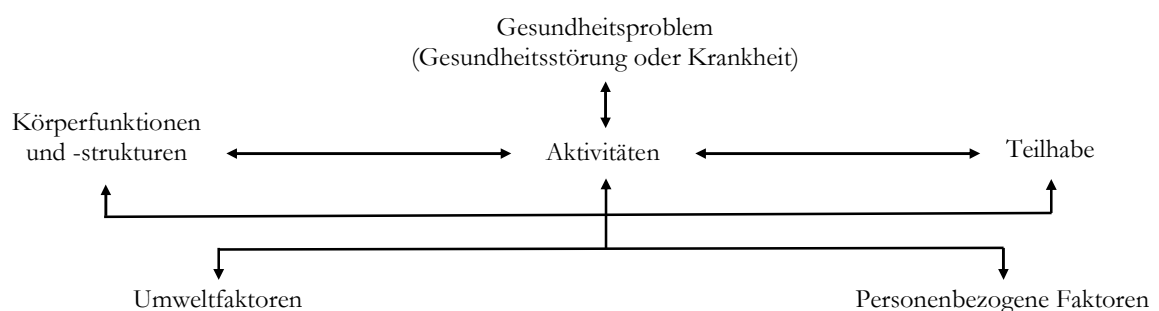 Gesundheitsproblem
(Gesundheitsstörung oder Krankheit)
Körperfunktionen
und -strukturen
Aktivitäten
Teilhabe
Umweltfaktoren
Personenbezogene Faktoren